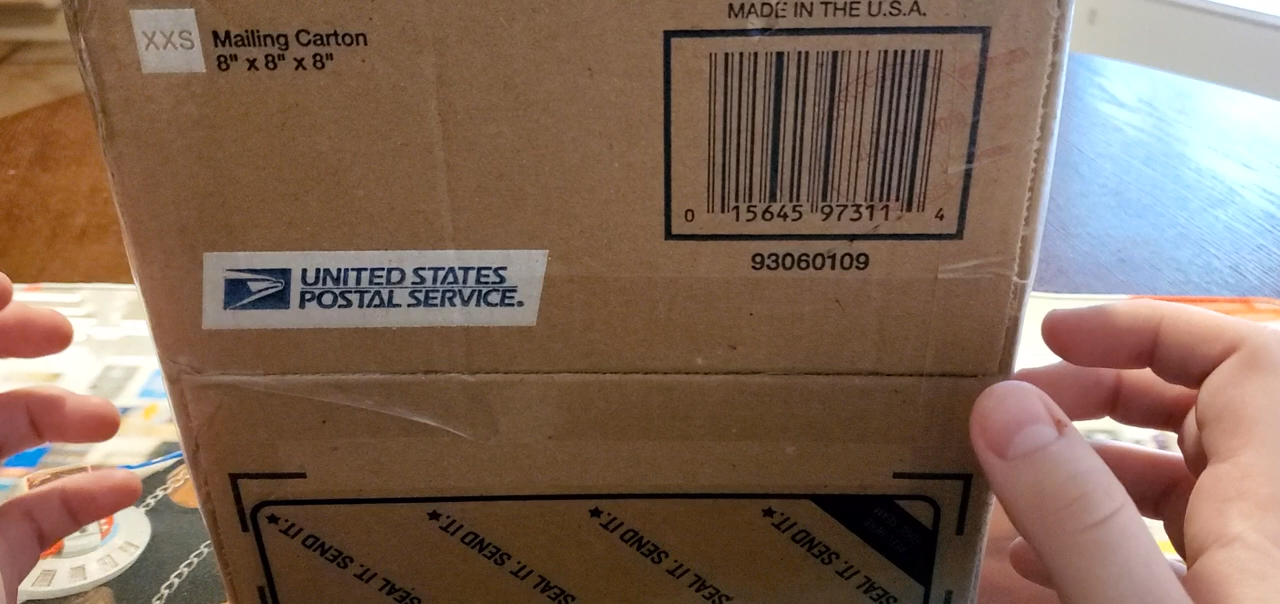 MADE IN THE U.S.A.
XXS
Mailing Carton
8" x 8" x 8"
0 15645 97311 4
93060109
UNITED STATES
POSTAL SERVICE®
SEAL IT. SEND IT.★
SEAL IT. SEND IT.★
SEAL IT. SEND IT.★
SEAL IT. SEND IT.★